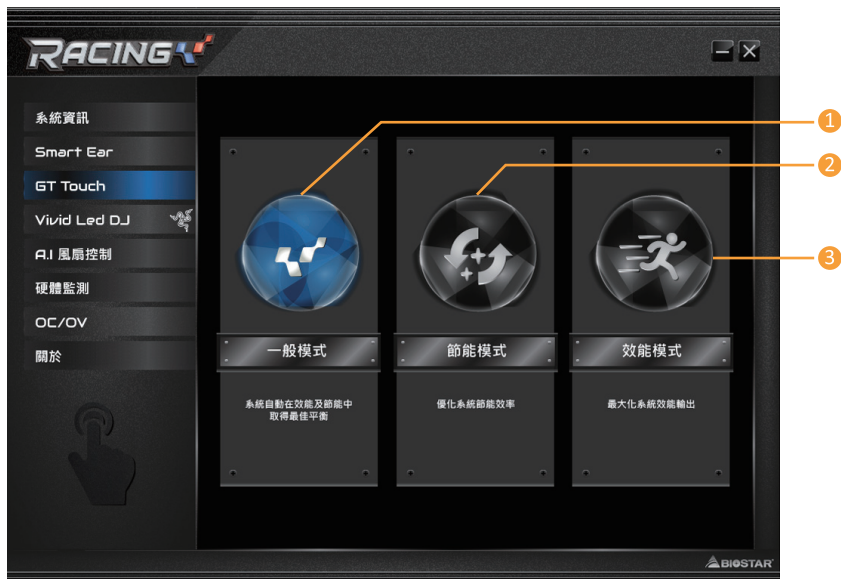 RACING
系統資訊
Smart Ear
GT Touch
Vivid Led DJ
A.I 風扇控制
硬體監測
OC/OV
關於
1
2
3
一般模式
系統自動在效能及節能中
取得最佳平衡
節能模式
優化系統節能效率
效能模式
最大化系統效能輸出
BIOSTAR